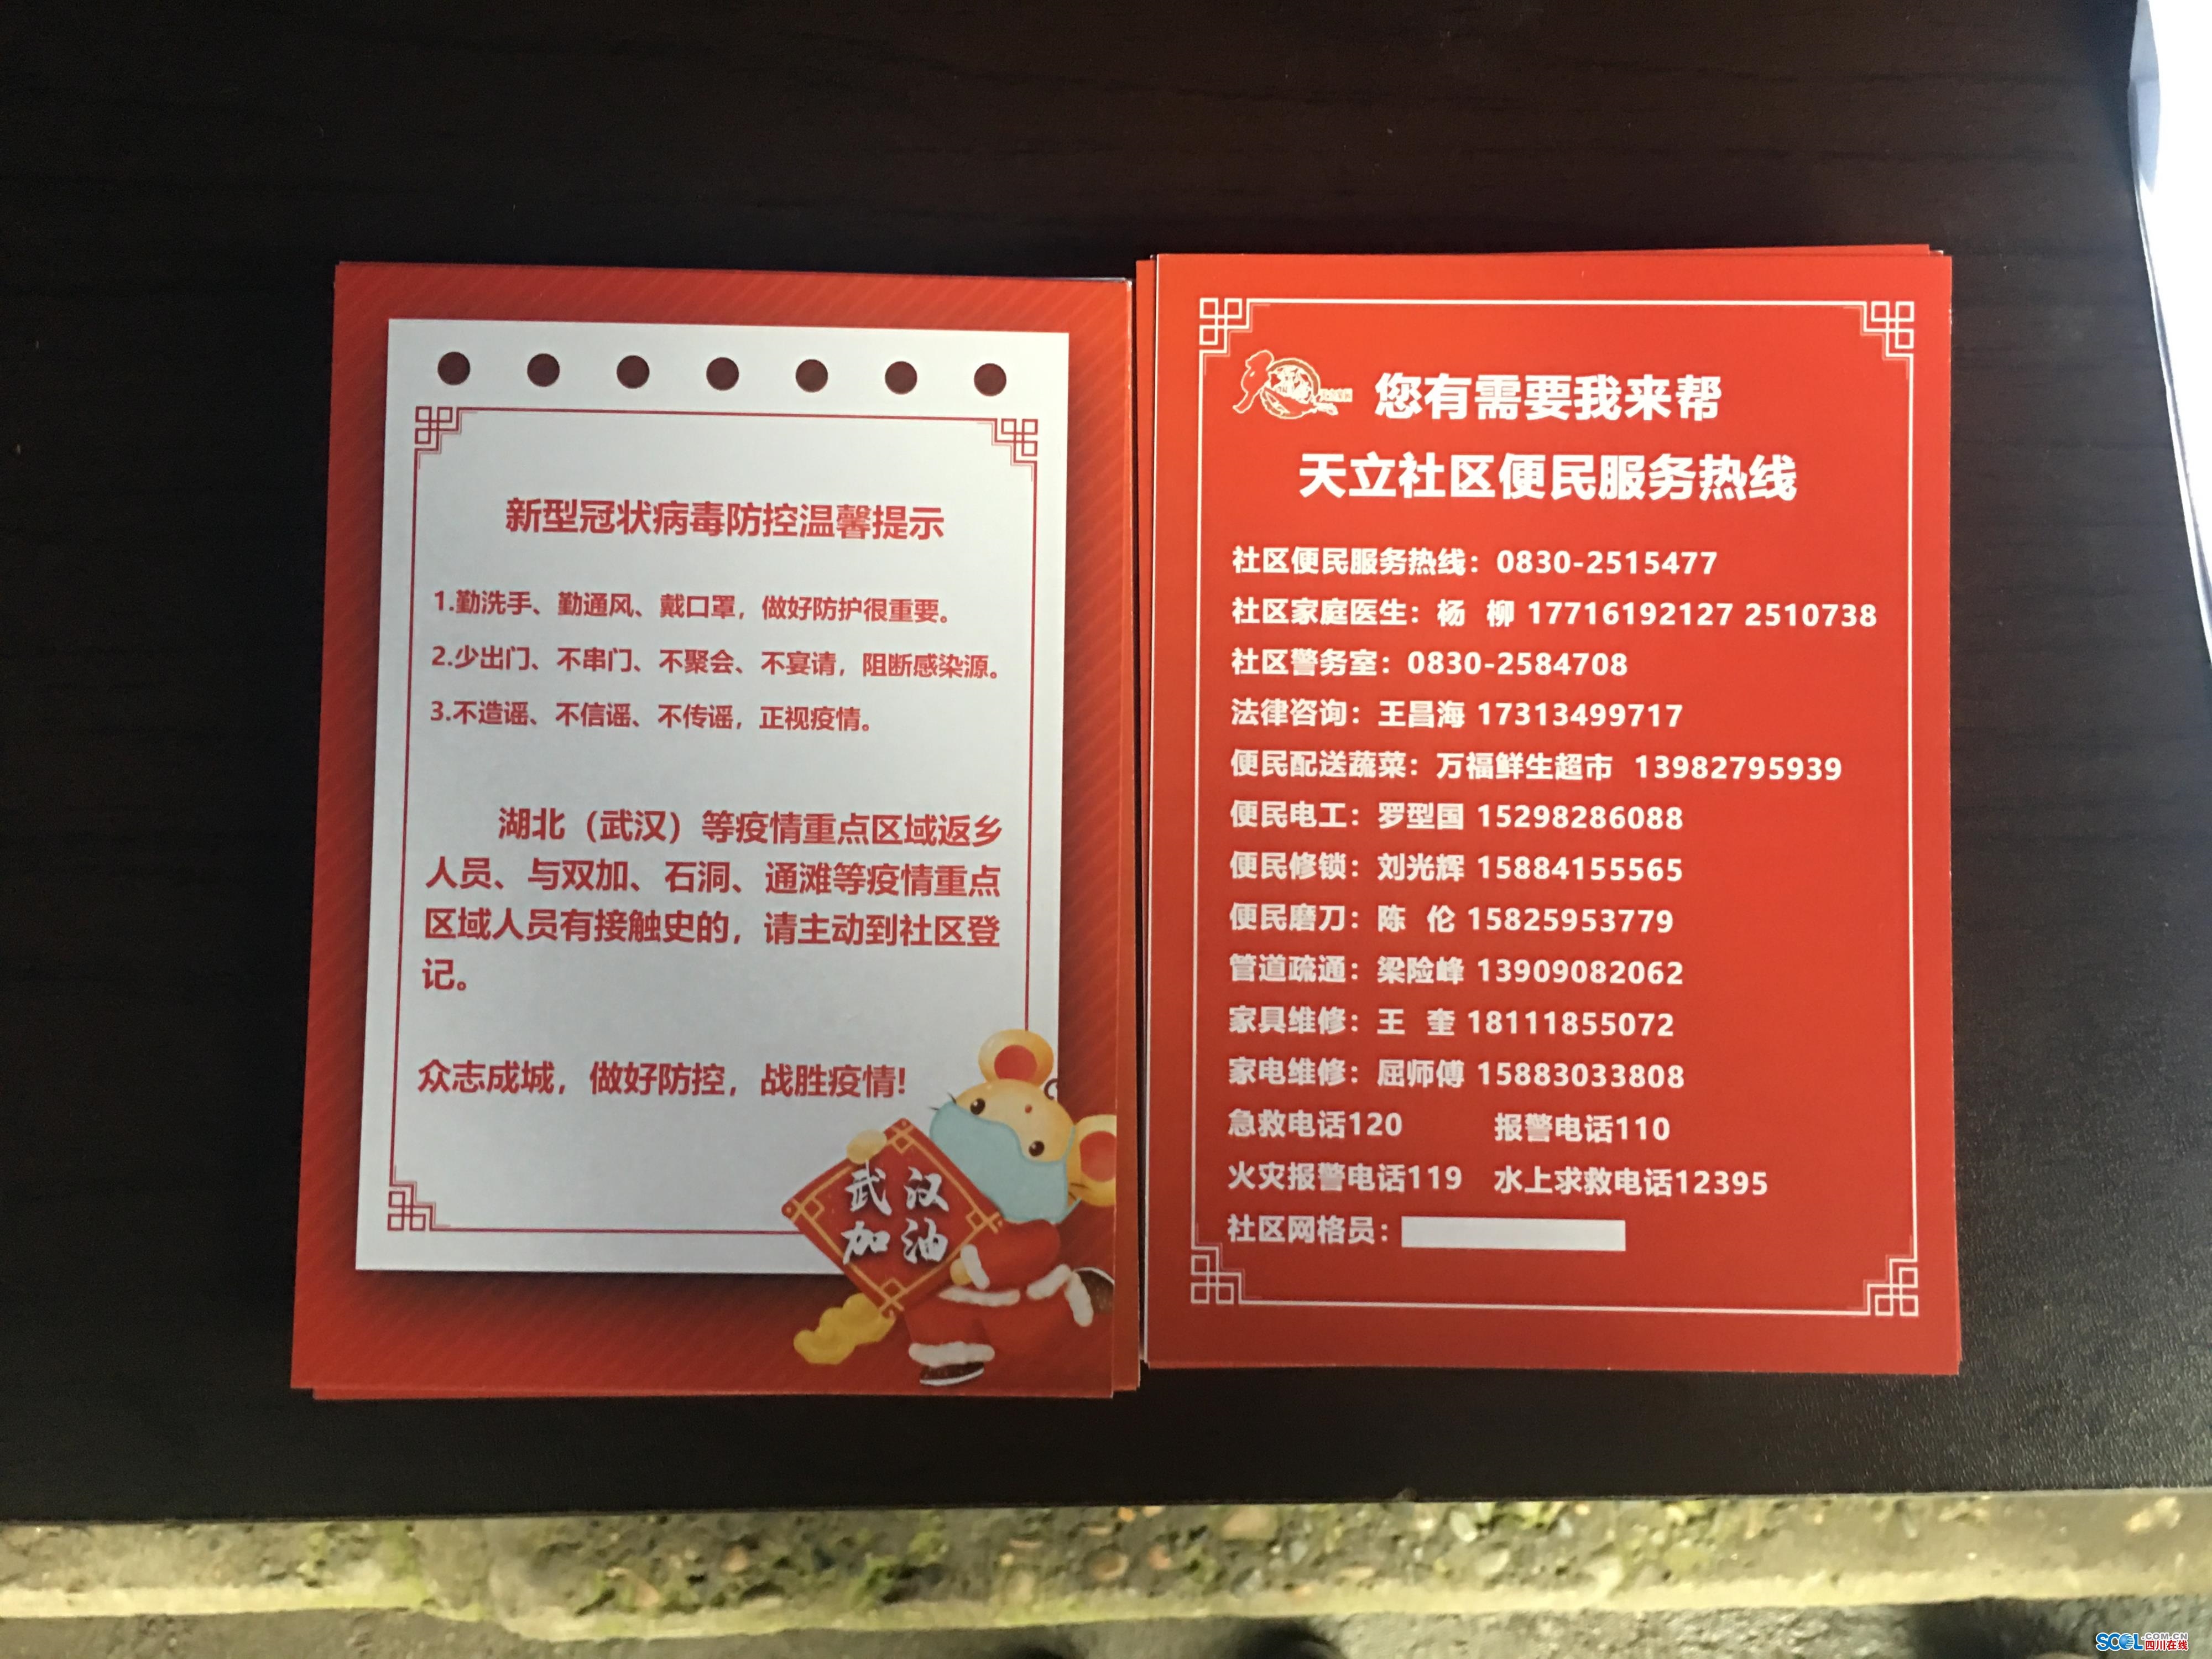 新型冠状病毒防控温馨提示
1.勤洗手、勤通风、戴口罩，做好防护很重要。
2.少出门、不串门、不聚会、不宴请，阻断感染源。
3.不造谣、不信谣、不传谣，正视疫情。
湖北（武汉）等疫情重点区域返乡
人员、与双加、石洞、通滩等疫情重点
区域人员有接触史的，请主动到社区登
记。
众志成城，做好防控，战胜疫情!
武汉
加油
您有需要我来帮
天立社区便民服务热线
社区便民服务热线：0830-2515477
社区家庭医生：杨 柳 17716192127 2510738
社区警务室：0830-2584708
法律咨询：王昌海 17313499717
便民配送蔬菜：万福鲜生超市 13982795939
便民电工：罗型国 15298286088
便民修锁：刘光辉 15884155565
便民磨刀：陈 伦 15825953779
管道疏通：梁险峰 13909082062
家具维修：王 奎 18111855072
家电维修：屈师傅 15883033808
急救电话120 报警电话110
火灾报警电话119 水上求救电话12395
社区网格员：
SCOL.COM.CN
四川在线